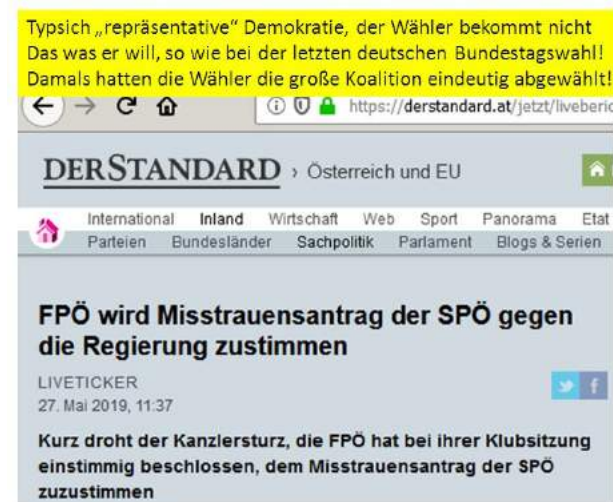 Typsich „repräsentative“ Demokratie, der Wähler bekommt nicht
Das was er will, so wie bei der letzten deutschen Bundestagswahl!
Damals hatten die Wähler die große Koalition eindeutig abgewählt!
https://derstandard.at/jetzt/liveberic
DERSTANDARD › Österreich und EU
International Inland Wirtschaft Web Sport Panorama Etat
Parteien Bundesländer Sachpolitik Parlament Blogs & Serien
FPÖ wird Misstrauensantrag der SPÖ gegen
die Regierung zustimmen
LIVETICKER
27. Mai 2019, 11:37
Kurz droht der Kanzlersturz, die FPÖ hat bei ihrer Klubsitzung
einstimmig beschlossen, dem Misstrauensantrag der SPÖ
zuzustimmen